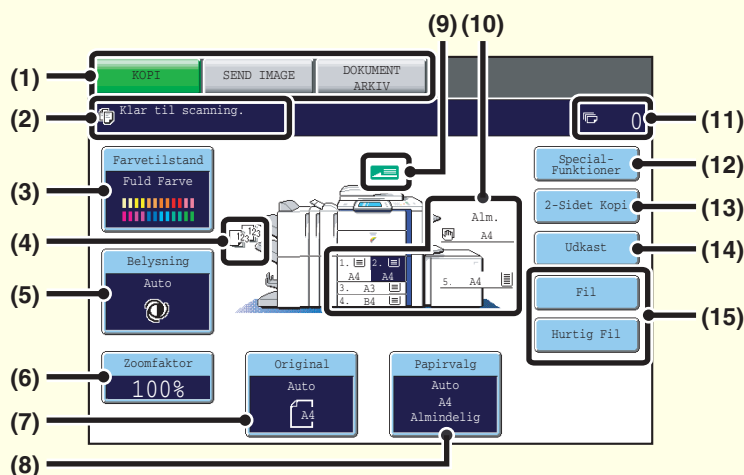 (9) (10)
(1)
KOPI
SEND IMAGE
DOKUMENT
ARKIV
(2)
Klar til scanning.
0
(11)
Farvetilstand
Fuld Farve
(3)
Special-
Funktioner
(12)
2-Sidet Kopi
(13)
Alm.
A4
(4)
123
123
Udkast
(14)
Belysning
Auto
(5)
1.
A4
2.
A4
3. A3
4. B4
5. A4
Fil
Hurtig Fil
(15)
Zoomfaktor
100%
(6)
Original
Auto
A4
(7)
Papirvalg
Auto
A4
Almindelig
(8)